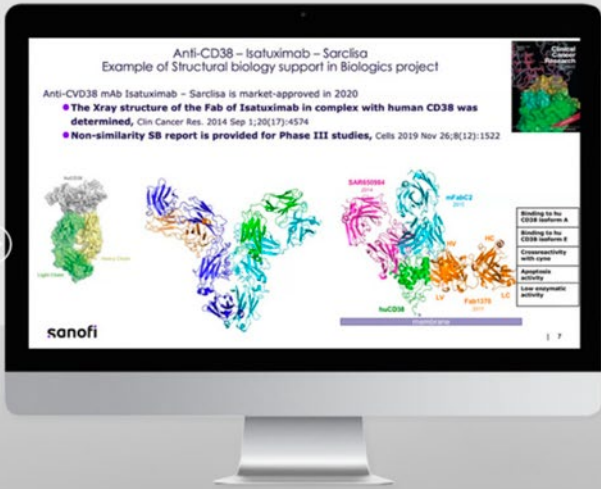 Anti-CD38 – Isatuximab – Sarclisa
Example of Structural biology support in Biologics project
Anti-CVD38 mAb Isatuximab – Sarclisa is market-approved in 2020
● The Xray structure of the Fab of Isatuximab in complex with human CD38 was
determined, Clin Cancer Res. 2014 Sep 1;20(17):4574
● Non-similarity SB report is provided for Phase III studies, Cells 2019 Nov 26;8(12):1522
Clinical
Cancer
Research
huCD38
Light Chain
Heavy Chain
SAR650984
2014
mFabC2
HV
HC
LV
LC
huCD38
Fab1378
membrane
Binding to hu
CD38 isoform A
Binding to hu
CD38 isoform E
Crossreactivity
with cyno
Apoptosis
activity
Low enzymatic
activity
sanofi
| 7